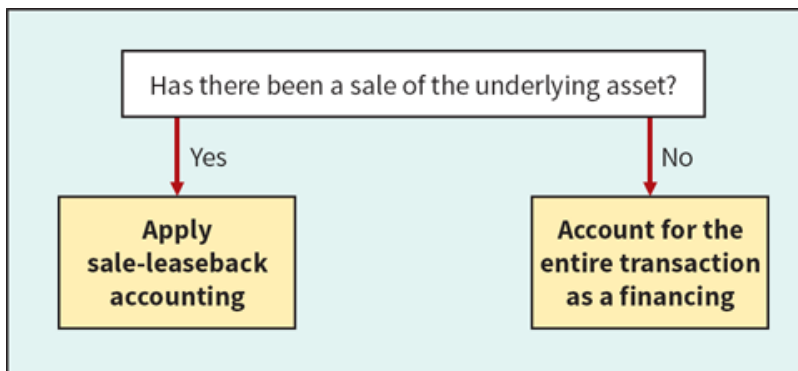 Has there been a sale of the underlying asset?
Yes
No
Apply
sale-leaseback
accounting
Account for the
entire transaction
as a financing